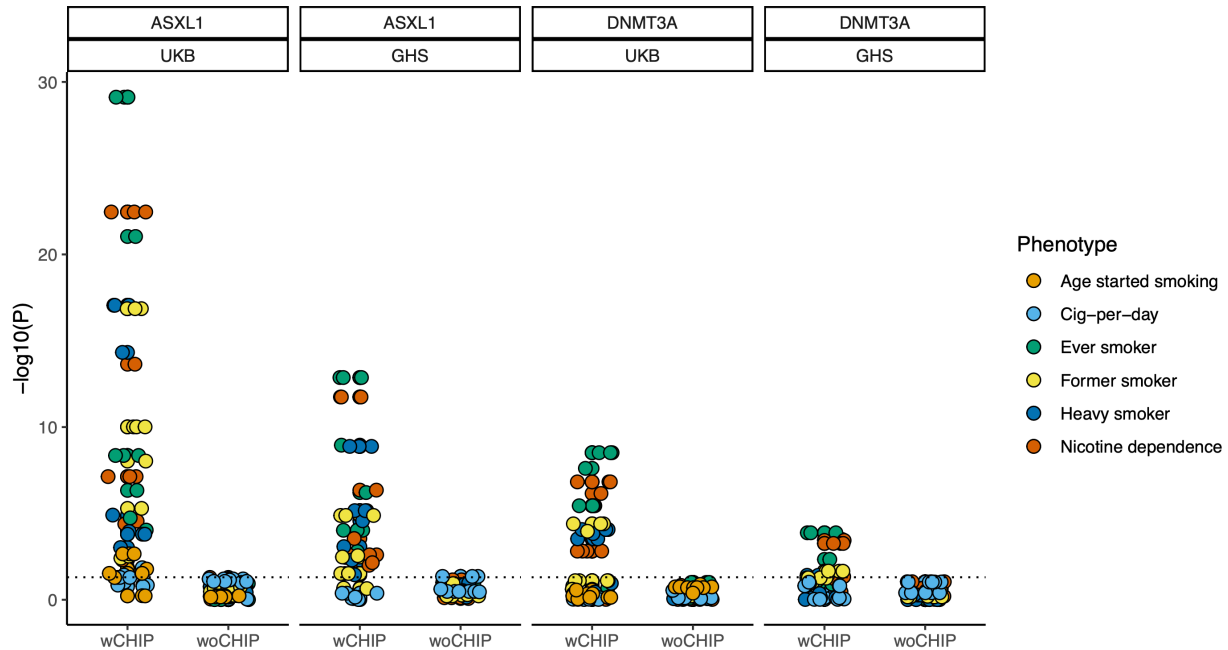 ASXL1 ASXL1 DNMT3A DNMT3A
UKB GHS UKB GHS
30
20
10
0
−log10(P)
wCHIP woCHIP wCHIP woCHIP wCHIP woCHIP wCHIP woCHIP
Phenotype
Age started smoking
Cig−per−day
Ever smoker
Former smoker
Heavy smoker
Nicotine dependence